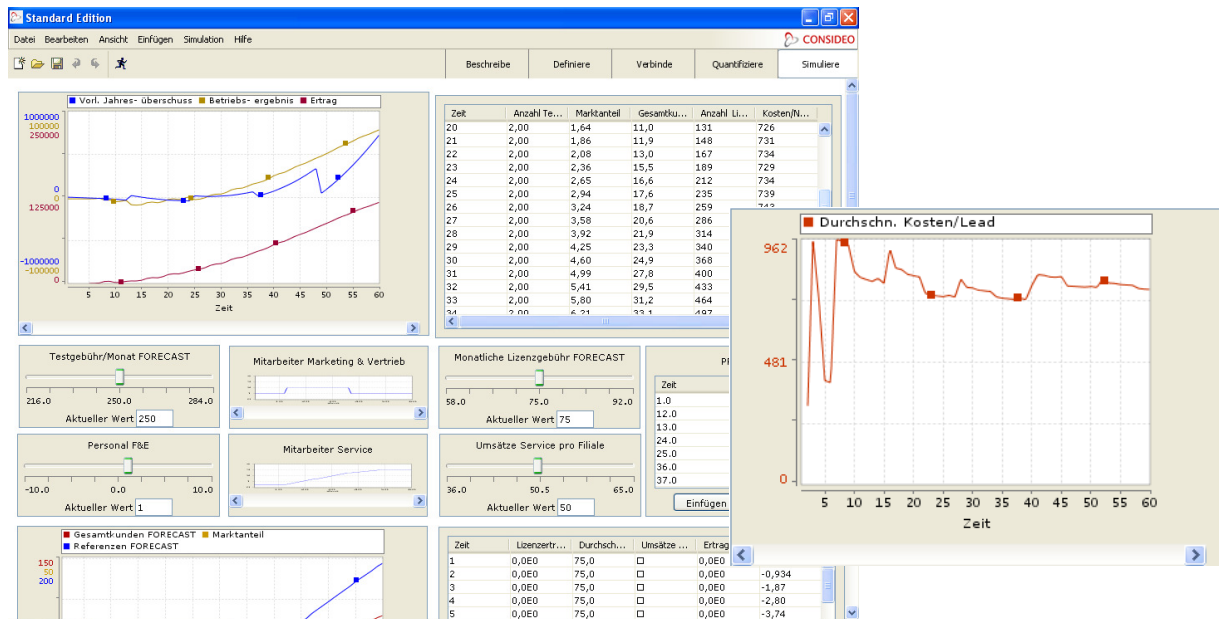 Standard Edition
Datei Bearbeiten Ansicht Einfügen Simulation Hilfe
CONSIDEO
Beschreibe Definiere Verbinde Quantifiziere Simuliere
Vorl. Jahres- überschuss Betriebs- ergebnis Ertrag
1000000
100000
250000
0
0
125000
-1000000
-100000
0
5 10 15 20 25 30 35 40 45 50 55 60
Zeit
Zeit Anzahl Te... Marktanteil Gesamtku... Anzahl Li... Kosten/N...
20 2,00 1,64 11,0 131 726
21 2,00 1,86 11,9 148 731
22 2,00 2,08 13,0 167 734
23 2,00 2,36 15,5 189 729
24 2,00 2,65 16,6 212 734
25 2,00 2,94 17,6 235 739
26 2,00 3,24 18,7 259 743
27 2,00 3,58 20,6 286
28 2,00 3,92 21,9 314
29 2,00 4,25 23,3 340
30 2,00 4,60 24,9 368
31 2,00 4,99 27,8 400
32 2,00 5,41 29,5 433
33 2,00 5,80 31,2 464
34 2,00 6,21 33,1 497
Durchschn. Kosten/Lead
962
481
0
5 10 15 20 25 30 35 40 45 50 55 60
Zeit
Testgebühr/Monat FORECAST
216.0 250.0 284.0
Aktueller Wert 250
Mitarbeiter Marketing & Vertrieb
Monatliche Lizenzgebühr FORECAST
58.0 75.0 92.0
Aktueller Wert 75
Zeit
1.0
12.0
13.0
24.0
25.0
36.0
37.0
Einfügen
Personal F&E
-10.0 0.0 10.0
Aktueller Wert 1
Mitarbeiter Service
Umsätze Service pro Filiale
36.0 50.5 65.0
Aktueller Wert 50
Gesamtkunden FORECAST Marktanteil
Referenzen FORECAST
150
50
200
Zeit Lizenzertr... Durchsch... Umsätze ... Ertrag
1 0,0E0 75,0 0,0E0
2 0,0E0 75,0 0,0E0 -0,934
3 0,0E0 75,0 0,0E0 -1,87
4 0,0E0 75,0 0,0E0 -2,80
5 0,0E0 75,0 0,0E0 -3,74